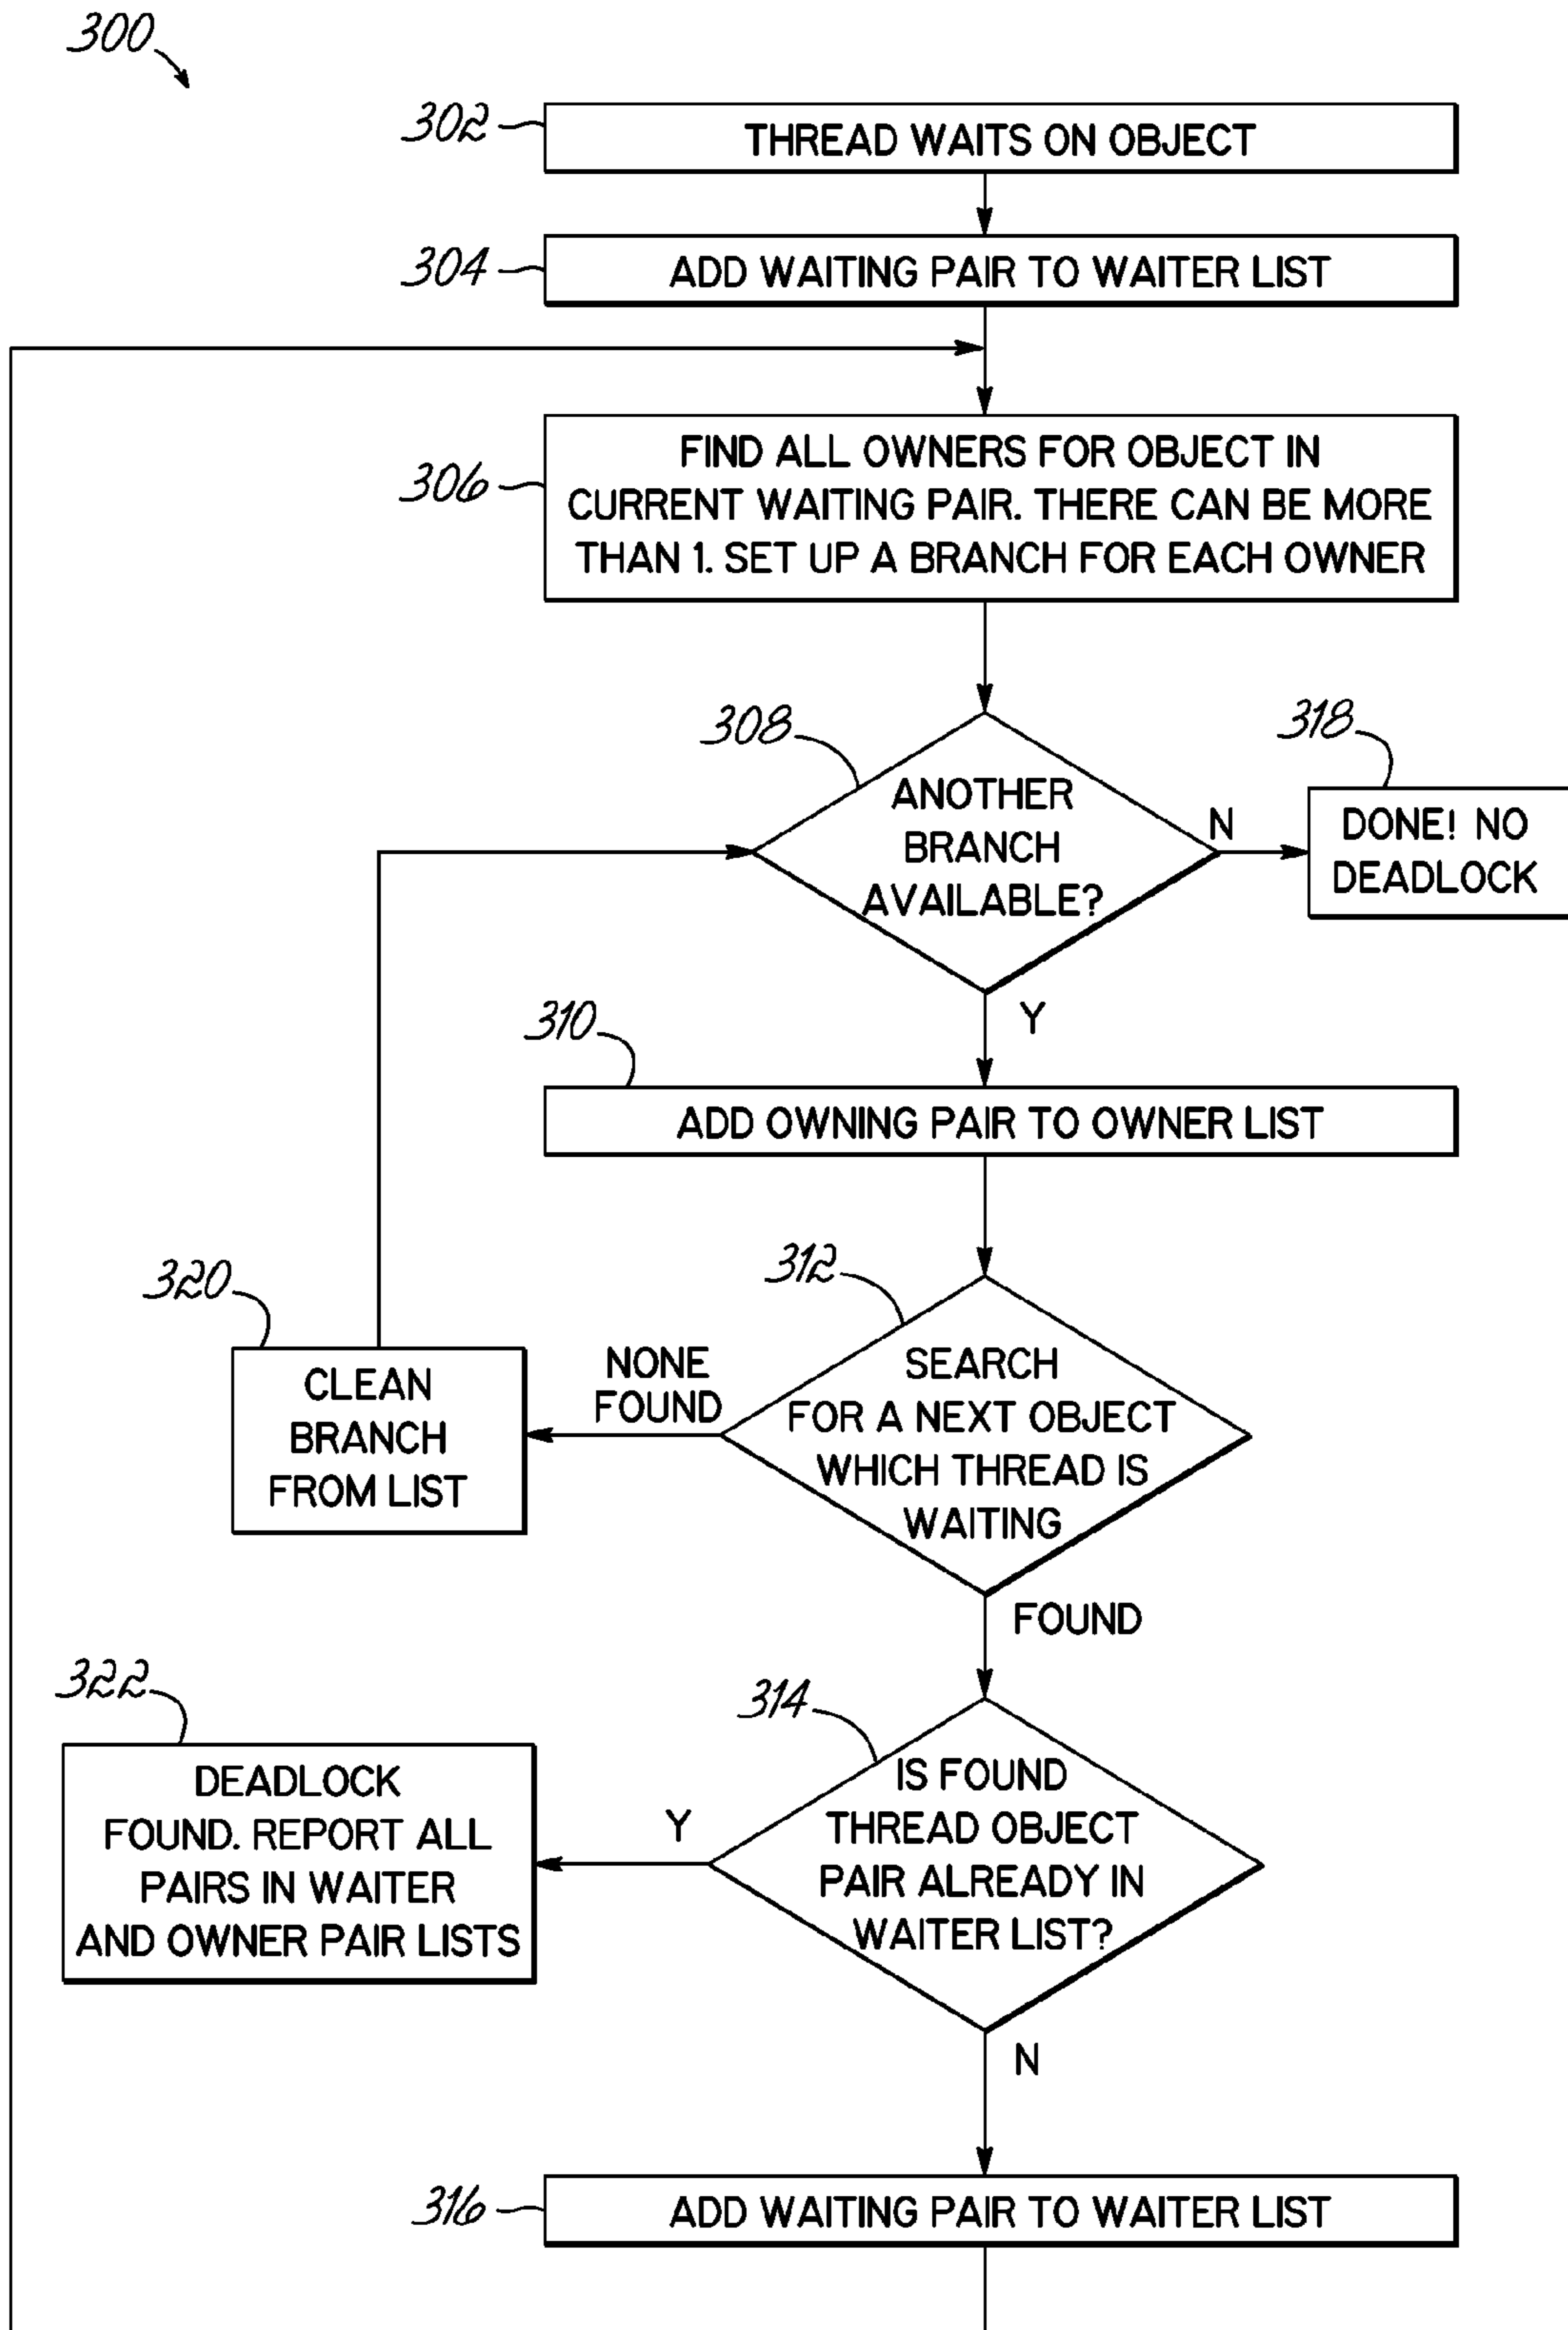 300
302
THREAD WAITS ON OBJECT
304
ADD WAITING PAIR TO WAITER LIST
306
FIND ALL OWNERS FOR OBJECT IN
CURRENT WAITING PAIR. THERE CAN BE MORE
THAN 1. SET UP A BRANCH FOR EACH OWNER
308
ANOTHER
BRANCH
AVAILABLE?
N
318
DONE! NO
DEADLOCK
Y
310
ADD OWNING PAIR TO OWNER LIST
312
SEARCH
FOR A NEXT OBJECT
WHICH THREAD IS
WAITING
NONE
FOUND
320
CLEAN
BRANCH
FROM LIST
FOUND
314
IS FOUND
THREAD OBJECT
PAIR ALREADY IN
WAITER LIST?
Y
322
DEADLOCK
FOUND. REPORT ALL
PAIRS IN WAITER
AND OWNER PAIR LISTS
N
316
ADD WAITING PAIR TO WAITER LIST